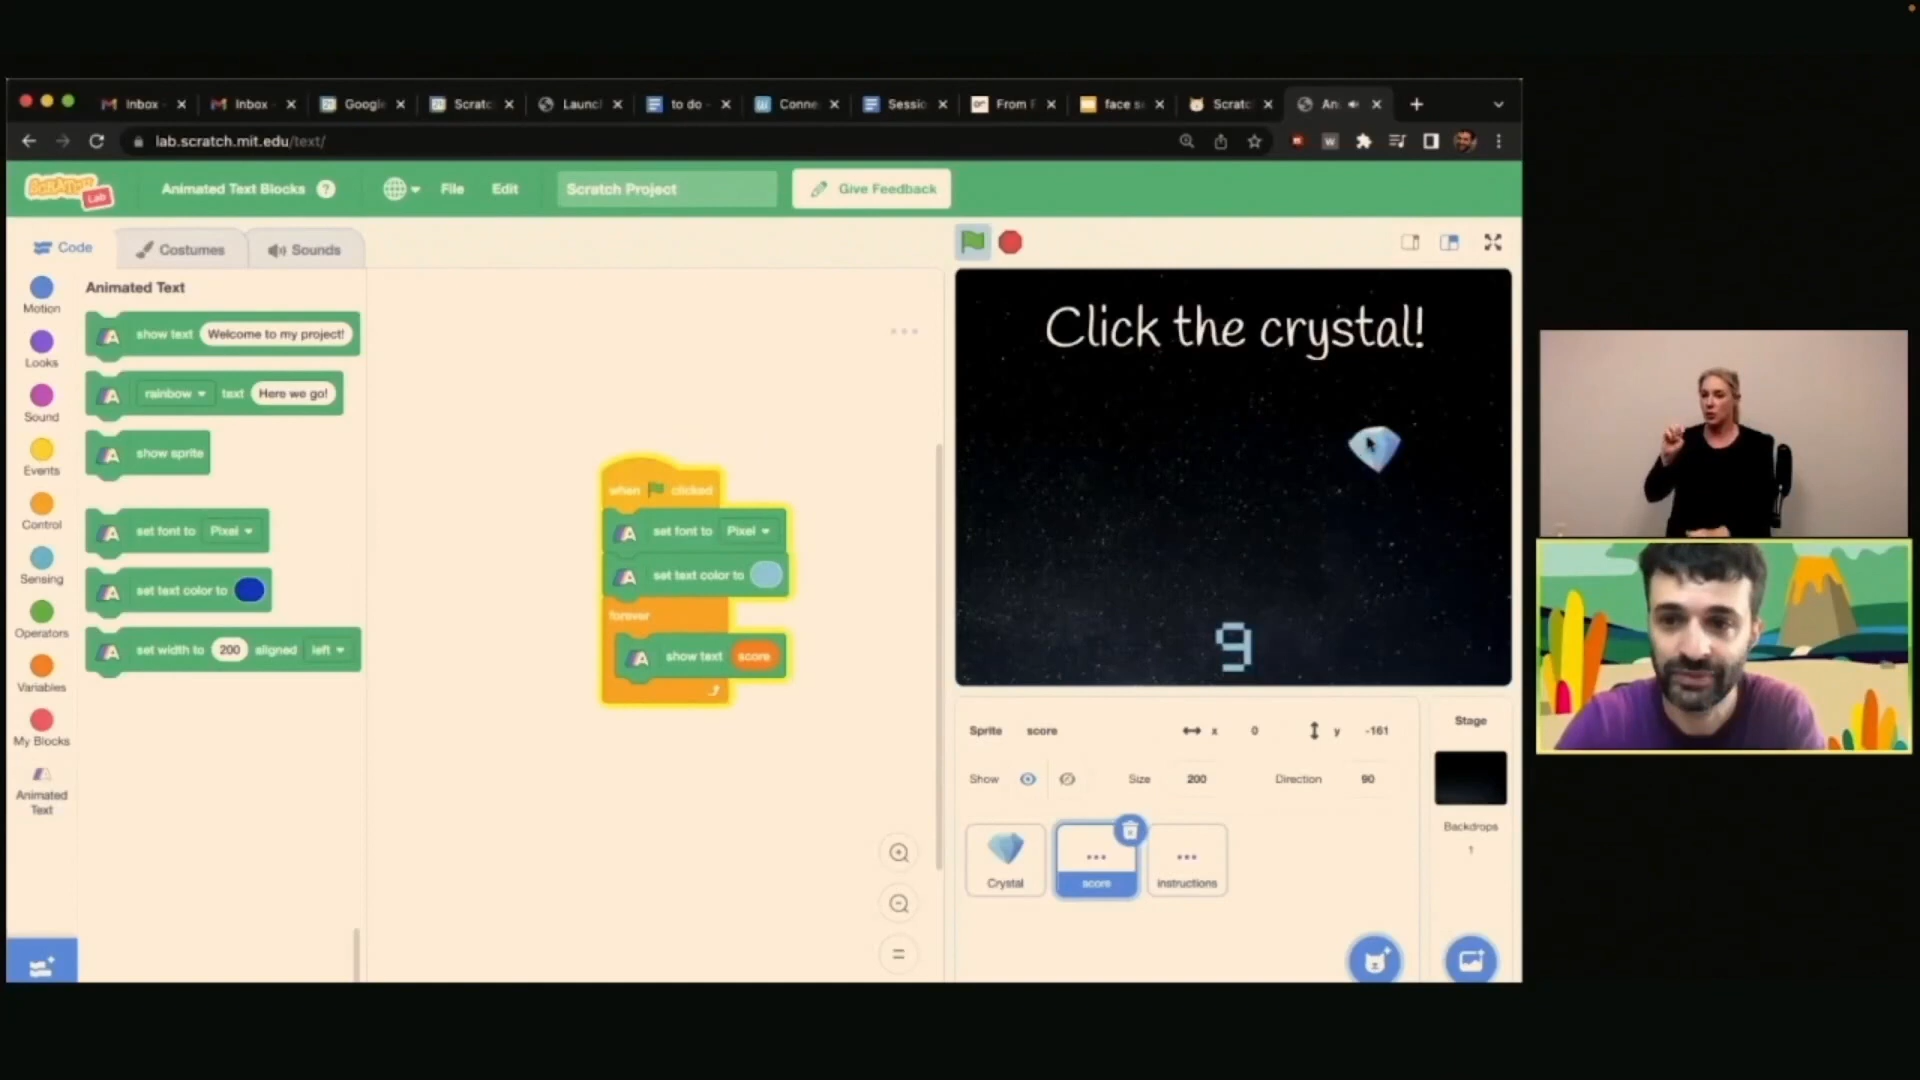 Inbox
Inbox
Google
Scratc
Launcl
to do
Conne
Sessio
From F
face s
Scratc
An
lab.scratch.mit.edu/text/
SCRATCH Lab
Animated Text Blocks ?
File
Edit
Scratch Project
Give Feedback
Code
Costumes
Sounds
Motion
Looks
Sound
Events
Control
Sensing
Operators
Variables
My Blocks
Animated
Text
Animated Text
show text Welcome to my project!
rainbow text Here we go!
show sprite
set font to Pixel
set text color to
set width to 200 aligned left
when clicked
set font to Pixel
set text color to
forever
show text score
Click the crystal!
9
Sprite score x 0 y -161
Show Size 200 Direction 90
Crystal
score
instructions
Stage
Backdrops
1